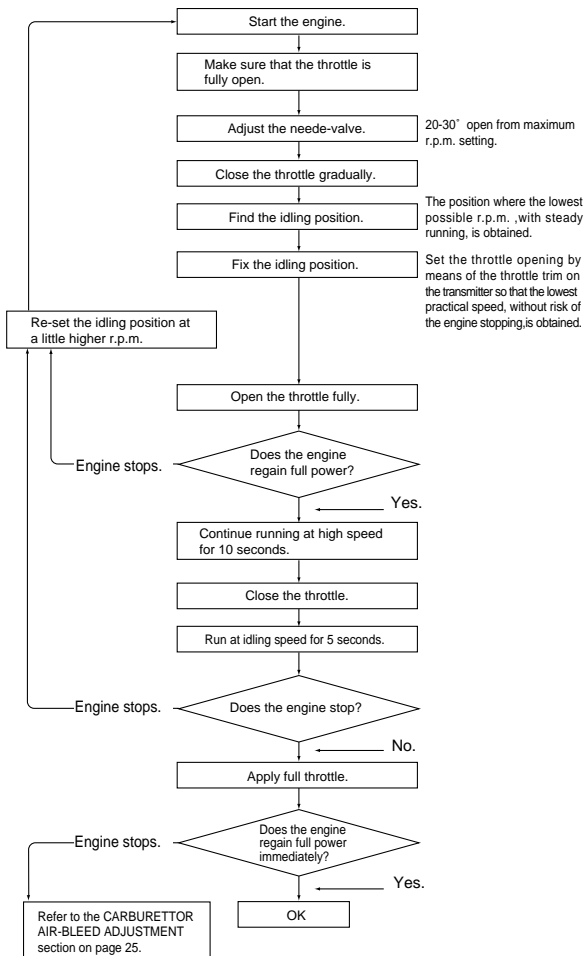 Start the engine.
Make sure that the throttle is
fully open.
Adjust the neede-valve.
20-30˚ open from maximum
r.p.m. setting.
Close the throttle gradually.
Find the idling position.
The position where the lowest
possible r.p.m. ,with steady
running, is obtained.
Fix the idling position.
Set the throttle opening by
means of the throttle trim on
the transmitter so that the lowest
practical speed, without risk of
the engine stopping,is obtained.
Re-set the idling position at
a little higher r.p.m.
Open the throttle fully.
Does the engine
regain full power?
Engine stops.
Yes.
Continue running at high speed
for 10 seconds.
Close the throttle.
Run at idling speed for 5 seconds.
Engine stops.
Does the engine stop?
No.
Apply full throttle.
Engine stops.
Does the engine
regain full power
immediately?
Yes.
Refer to the CARBURETTOR
AIR-BLEED ADJUSTMENT
section on page 25.
OK